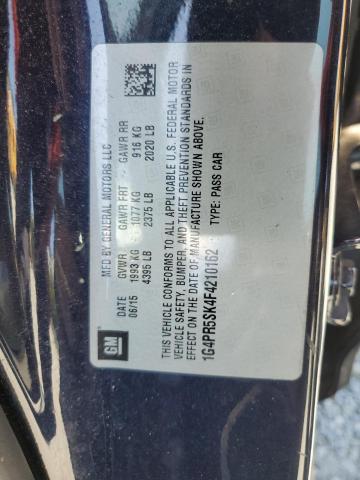 GM
MFD BY GENERAL MOTORS LLC
DATE GVWR GAWR FRT GAWR RR
06/15 1993 KG 1077 KG 916 KG
4395 LB 2375 LB 2020 LB
THIS VEHICLE CONFORMS TO ALL APPLICABLE U.S. FEDERAL MOTOR
VEHICLE SAFETY, BUMPER, AND THEFT PREVENTION STANDARDS IN
EFFECT ON THE DATE OF MANUFACTURE SHOWN ABOVE.
1G4PR5SK4F4210162 TYPE: PASS CAR